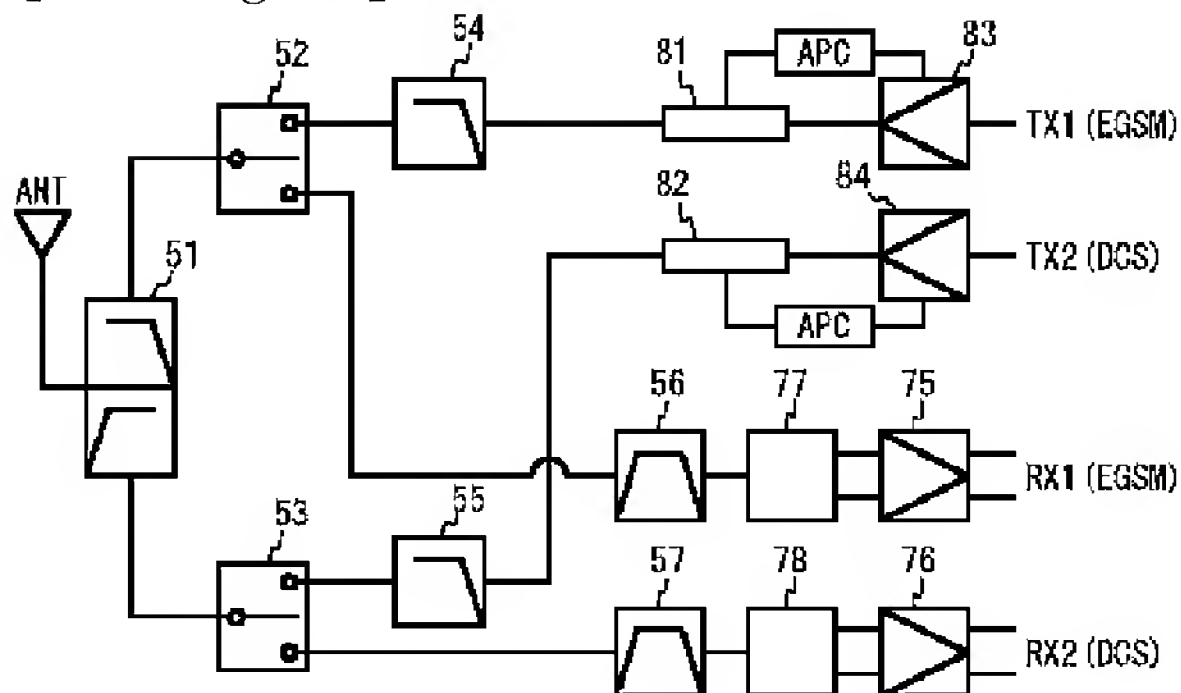 54
81
APC
83
52
TX1 (EGSM)
ANT
82
84
51
TX2 (DCS)
APC
56
77
75
RX1 (EGSM)
53
55
57
78
76
RX2 (DCS)